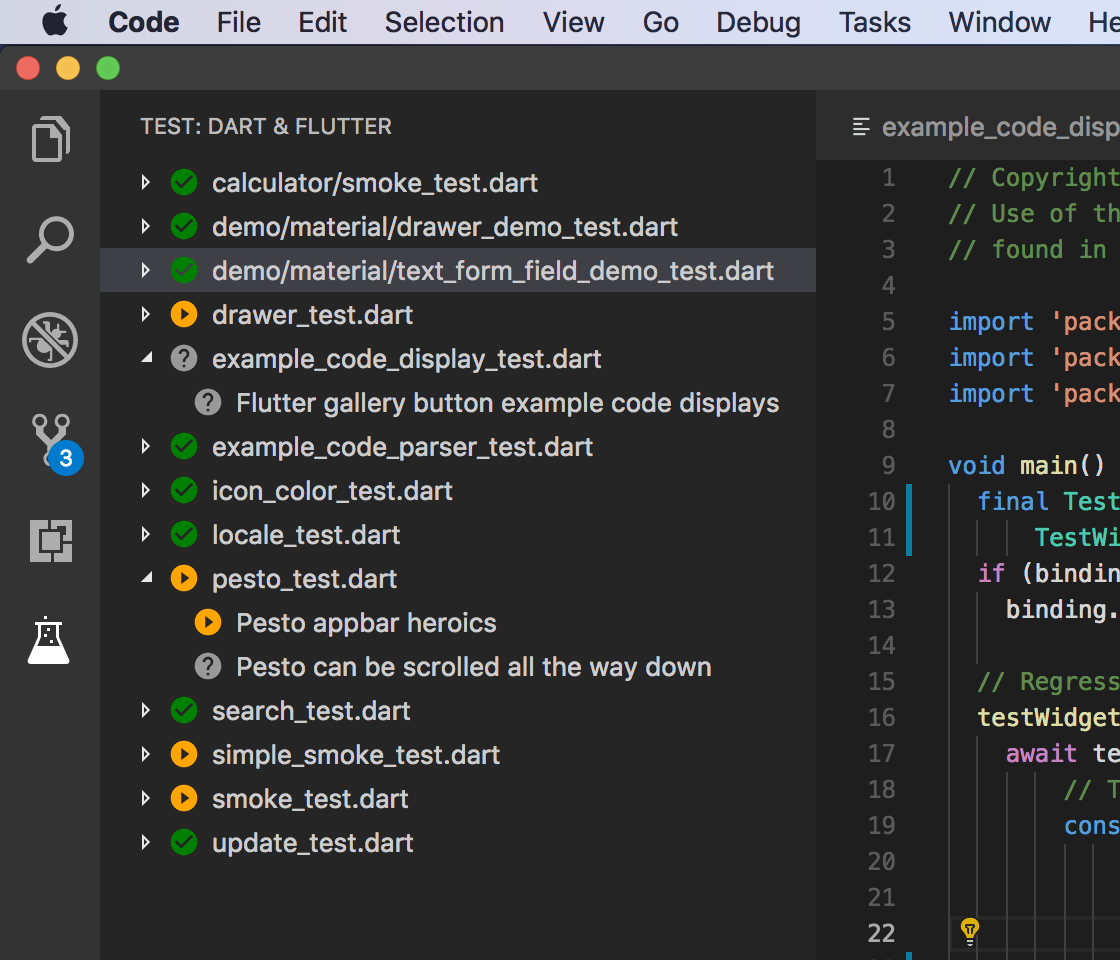 Code File Edit Selection View Go Debug Tasks Window
TEST: DART & FLUTTER
calculator/smoke_test.dart
demo/material/drawer_demo_test.dart
demo/material/text_form_field_demo_test.dart
drawer_test.dart
example_code_display_test.dart
Flutter gallery button example code displays
example_code_parser_test.dart
icon_color_test.dart
locale_test.dart
pesto_test.dart
Pesto appbar heroics
Pesto can be scrolled all the way down
search_test.dart
simple_smoke_test.dart
smoke_test.dart
update_test.dart
3
example_code_disp
1 // Copyright
2 // Use of th
3 // found in
4
5 import 'pack
6 import 'pack
7 import 'pack
8
9 void main()
10 final Test
11 TestWi
12 if (bindin
13 binding.
14
15 // Regress
16 testWidget
17 await te
18 // T
19 cons
20
21
22